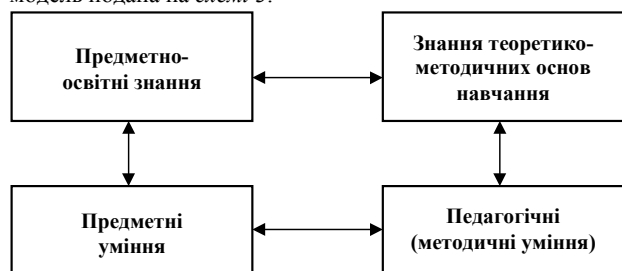 модель подана на схемі 3.
Предметно-
освітні знання
Знання теоретико-
методичних основ
навчання
Предметні
уміння
Педагогічні
(методичні уміння)